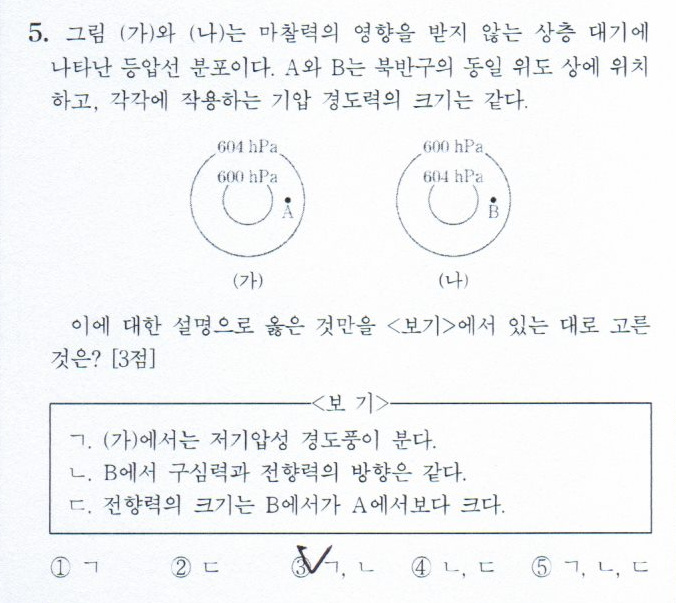 5. 그림 (가)와 (나)는 마찰력의 영향을 받지 않는 상층 대기에
나타난 등압선 분포이다. A와 B는 북반구의 동일 위도 상에 위치
하고, 각각에 작용하는 기압 경도력의 크기는 같다.
604 hPa
600 hPa
A
(가)
600 hPa
604 hPa
B
(나)
이에 대한 설명으로 옳은 것만을 <보기>에서 있는 대로 고른
것은? [3점]
<보 기>
ㄱ. (가)에서는 저기압성 경도풍이 분다.
ㄴ. B에서 구심력과 전향력의 방향은 같다.
ㄷ. 전향력의 크기는 B에서가 A에서보다 크다.
① ㄱ ② ㄷ ③ ㄱ, ㄴ ④ ㄴ, ㄷ ⑤ ㄱ, ㄴ, ㄷ